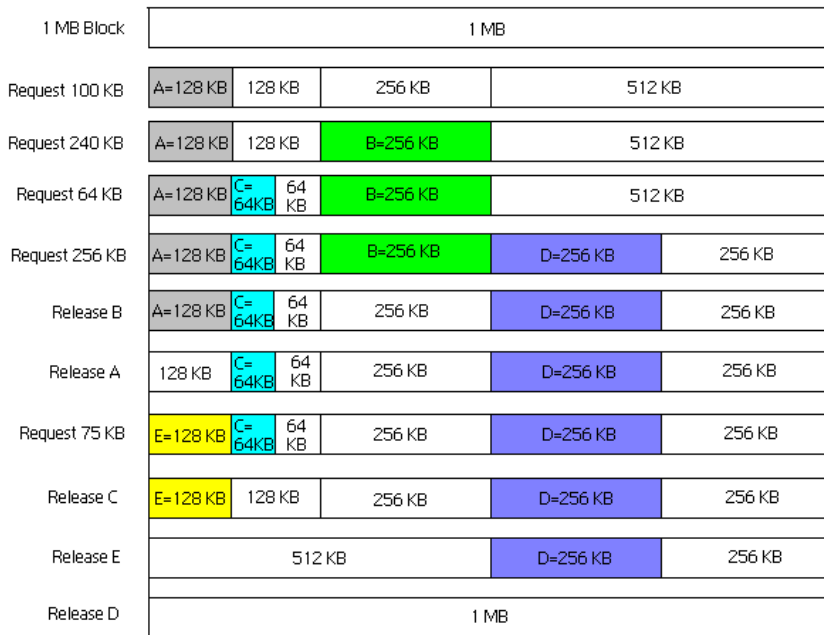 1 MB Block 1 MB
Request 100 KB A=128 KB 128 KB 256 KB 512 KB
Request 240 KB A=128 KB 128 KB B=256 KB 512 KB
Request 64 KB A=128 KB C= 64KB 64 KB B=256 KB 512 KB
Request 256 KB A=128 KB C= 64KB 64 KB B=256 KB D=256 KB 256 KB
Release B A=128 KB C= 64KB 64 KB 256 KB D=256 KB 256 KB
Release A 128 KB C= 64KB 64 KB 256 KB D=256 KB 256 KB
Request 75 KB E=128 KB C= 64KB 64 KB 256 KB D=256 KB 256 KB
Release C E=128 KB 128 KB 256 KB D=256 KB 256 KB
Release E 512 KB D=256 KB 256 KB
Release D 1 MB